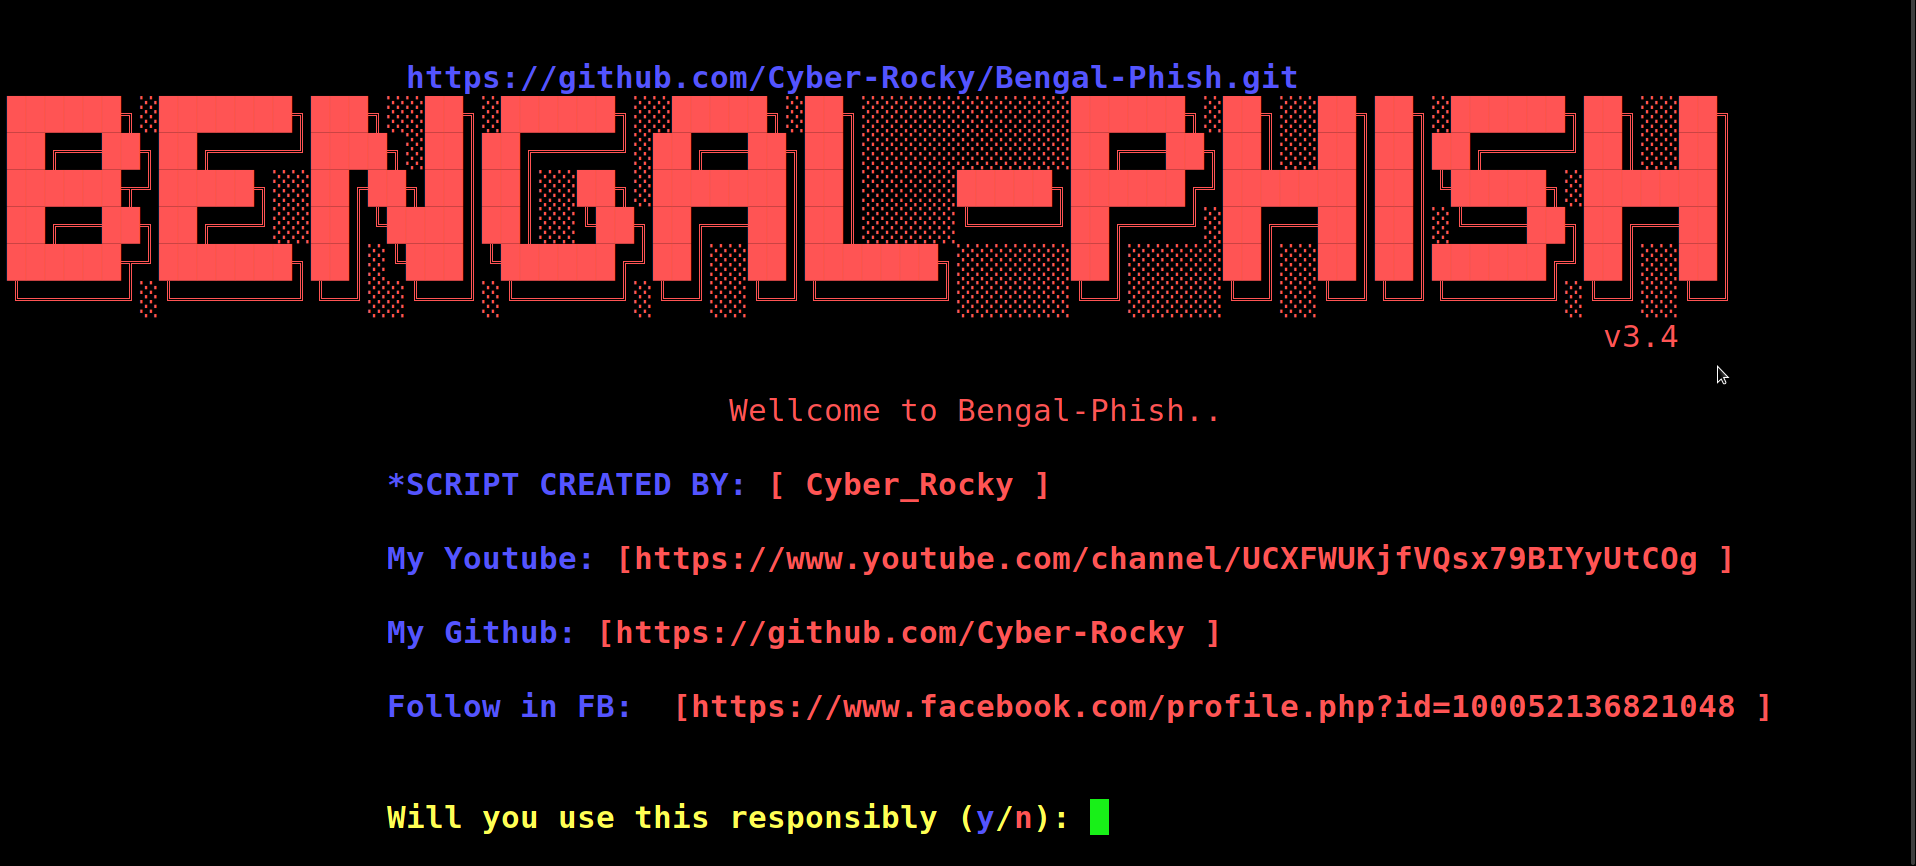 https://github.com/Cyber-Rocky/Bengal-Phish.git
BENGAL-PHISH
v3.4
Wellcome to Bengal-Phish..
*SCRIPT CREATED BY: [ Cyber_Rocky ]
My Youtube: [https://www.youtube.com/channel/UCXFWUKjfVQsx79BIYyUtCOg ]
My Github: [https://github.com/Cyber-Rocky ]
Follow in FB:  [https://www.facebook.com/profile.php?id=100052136821048 ]
Will you use this responsibly (y/n):